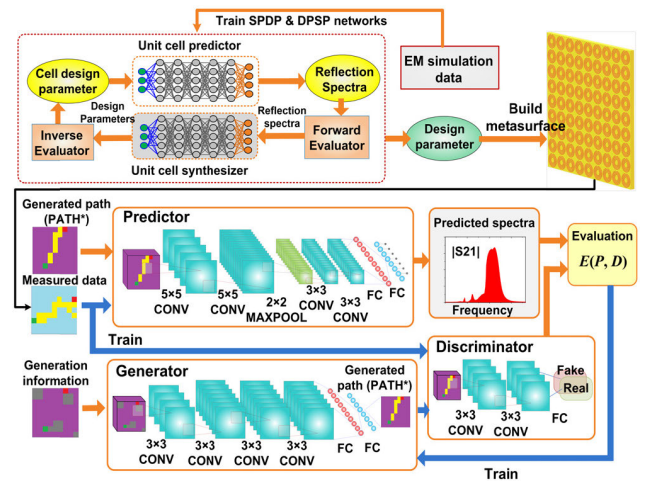 Train SPDP & DPSP networks
Unit cell predictor
Cell design
parameter
Reflection
Spectra
EM simulation
data
Design
Parameters
Reflection
spectra
Inverse
Evaluator
Forward
Evaluator
Unit cell synthesizer
Design
parameter
Build
metasurface
Generated path
(PATH*)
Predictor
5×5
CONV
5×5
CONV
2×2
MAXPOOL
3×3
CONV
3×3
CONV
FC
FC
Predicted spectra
|S21|
Frequency
Evaluation
E(P, D)
Measured data
Train
Generation
information
Generator
3×3
CONV
3×3
CONV
3×3
CONV
3×3
CONV
FC
FC
Generated
path (PATH*)
Discriminator
3×3
CONV
3×3
CONV
FC
Fake
Real
Train